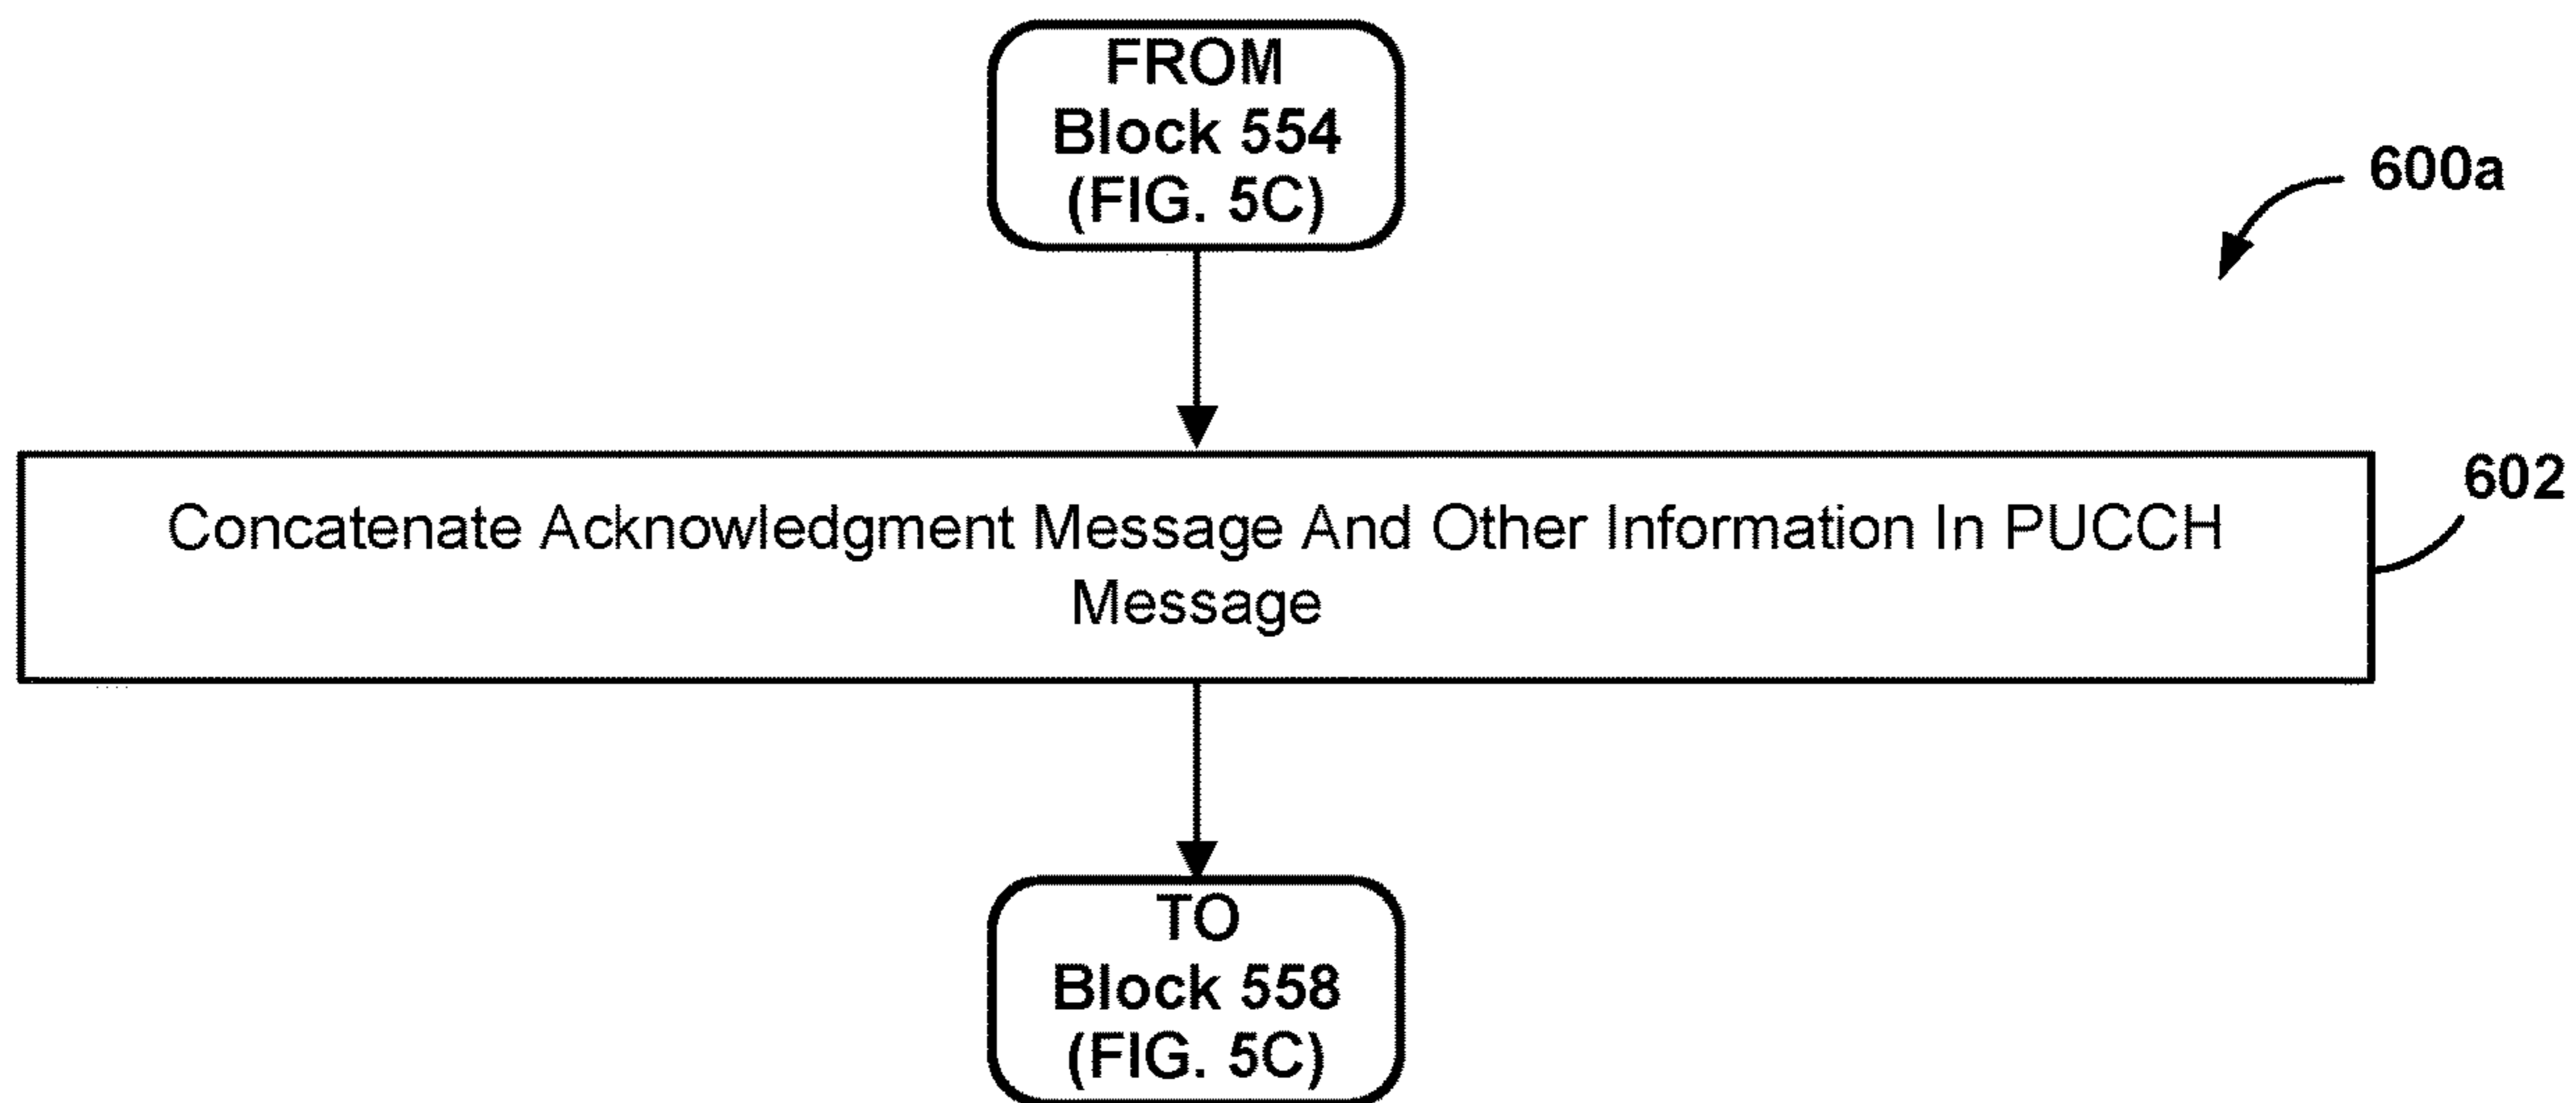 FROM
Block 554
(FIG. 5C)
600a
602
Concatenate Acknowledgment Message And Other Information In PUCCH
Message
TO
Block 558
(FIG. 5C)